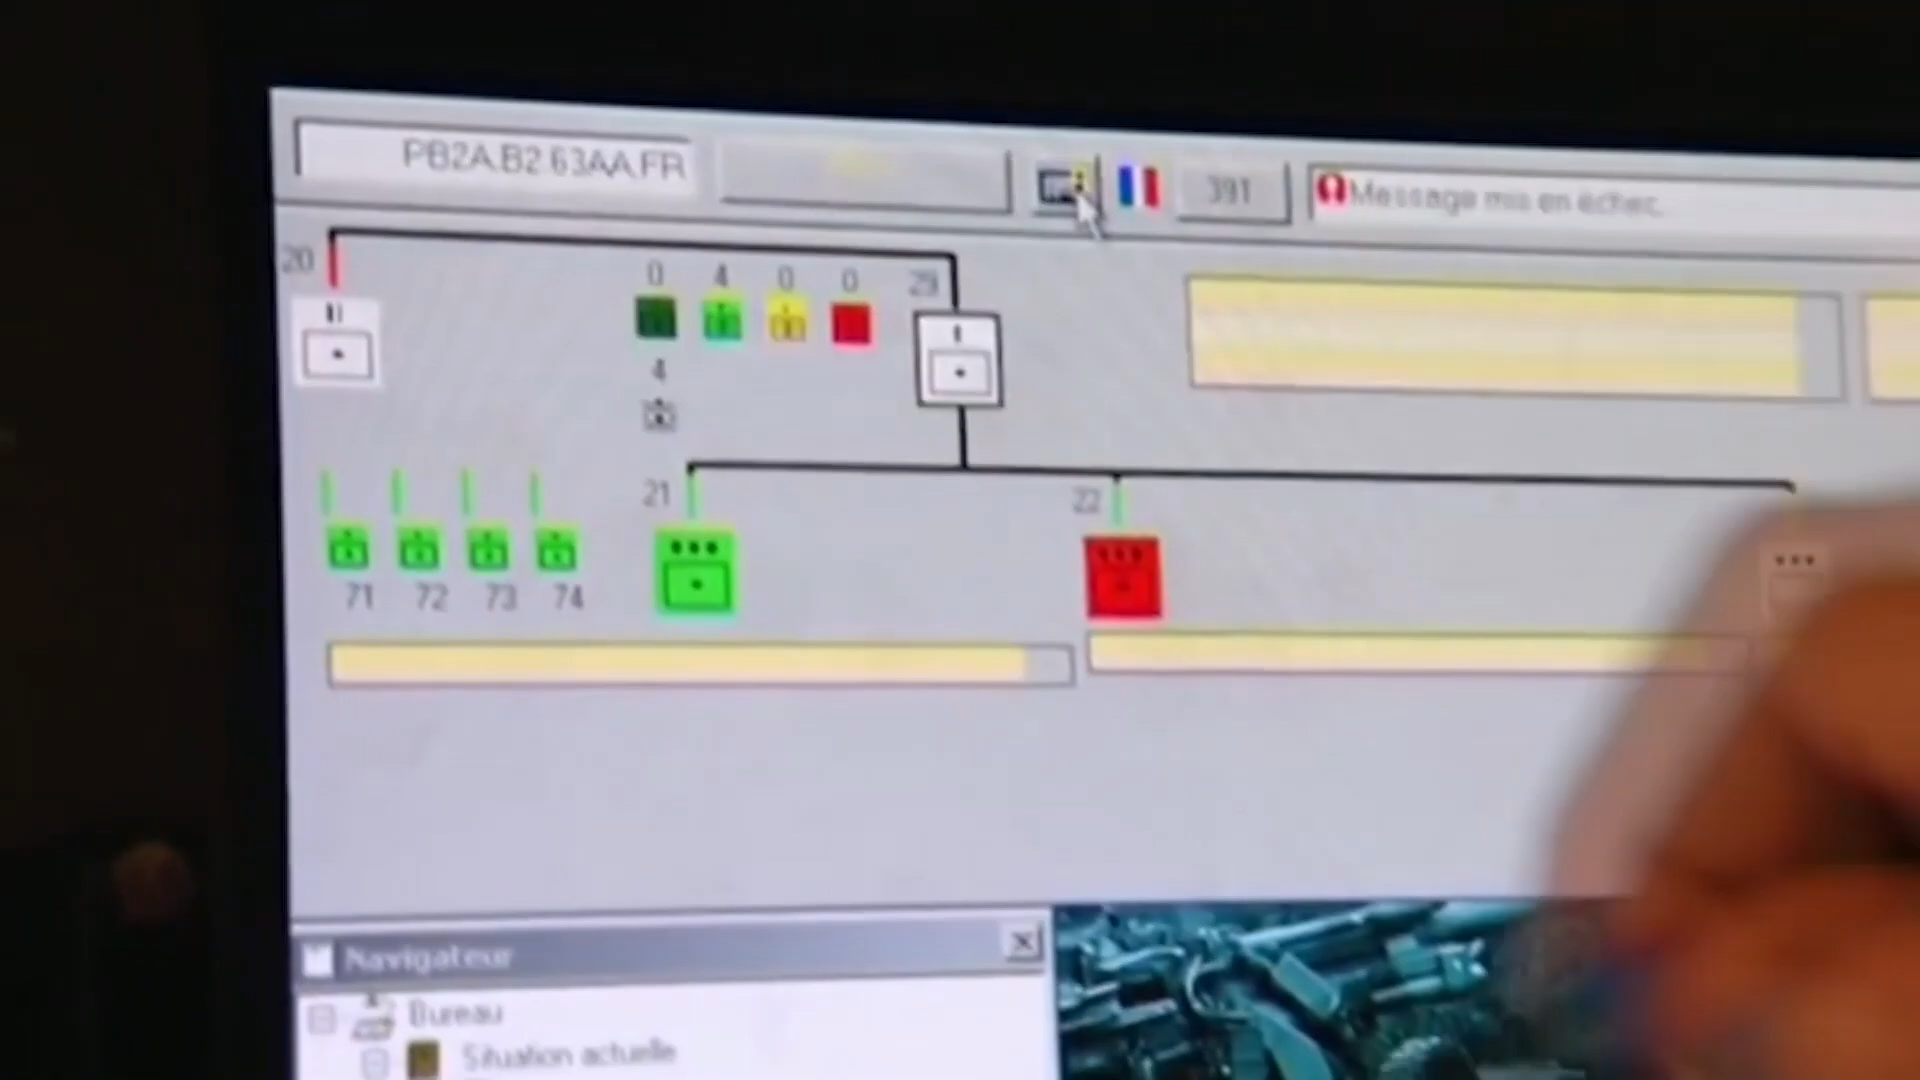 PB2A.B2.63AA.FR
391
Message mis en échec.
20
0 4 0 0
29
4
21
22
71 72 73 74
Navigateur
Bureau
Situation actuelle